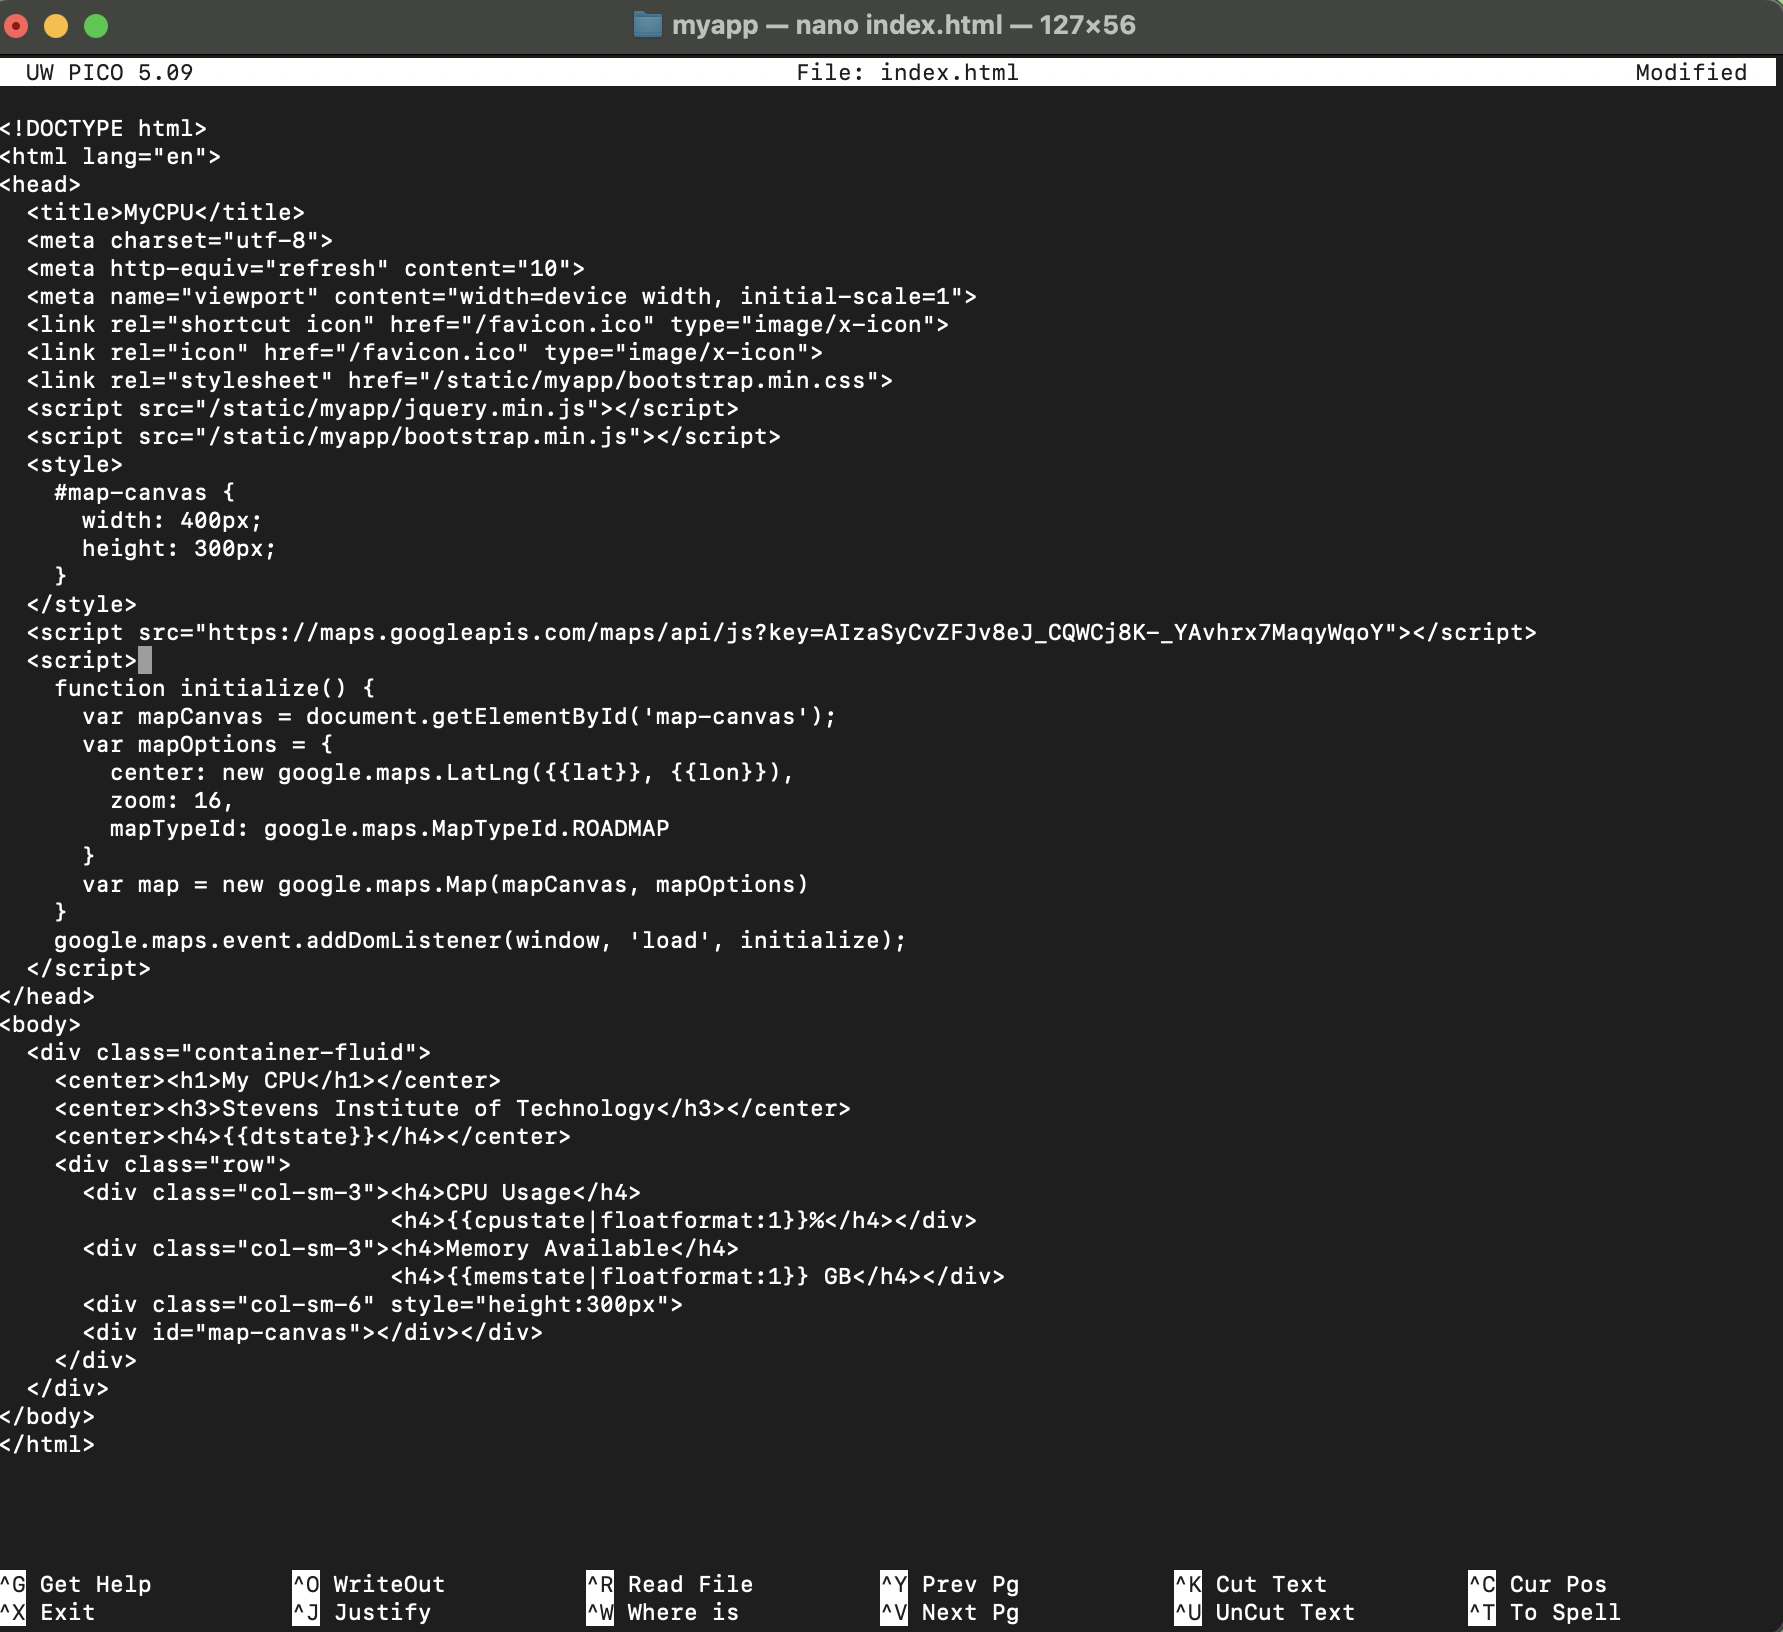 myapp — nano index.html — 127×56
UW PICO 5.09 File: index.html Modified
<!DOCTYPE html>
<html lang="en">
<head>
  <title>MyCPU</title>
  <meta charset="utf-8">
  <meta http-equiv="refresh" content="10">
  <meta name="viewport" content="width=device width, initial-scale=1">
  <link rel="shortcut icon" href="/favicon.ico" type="image/x-icon">
  <link rel="icon" href="/favicon.ico" type="image/x-icon">
  <link rel="stylesheet" href="/static/myapp/bootstrap.min.css">
  <script src="/static/myapp/jquery.min.js"></script>
  <script src="/static/myapp/bootstrap.min.js"></script>
  <style>
    #map-canvas {
      width: 400px;
      height: 300px;
    }
  </style>
  <script src="https://maps.googleapis.com/maps/api/js?key=AIzaSyCvZFJv8eJ_CQWCj8K-_YAvhrx7MaqyWqoY"></script>
  <script>
    function initialize() {
      var mapCanvas = document.getElementById('map-canvas');
      var mapOptions = {
        center: new google.maps.LatLng({{lat}}, {{lon}}),
        zoom: 16,
        mapTypeId: google.maps.MapTypeId.ROADMAP
      }
      var map = new google.maps.Map(mapCanvas, mapOptions)
    }
    google.maps.event.addDomListener(window, 'load', initialize);
  </script>
</head>
<body>
  <div class="container-fluid">
    <center><h1>My CPU</h1></center>
    <center><h3>Stevens Institute of Technology</h3></center>
    <center><h4>{{dtstate}}</h4></center>
    <div class="row">
      <div class="col-sm-3"><h4>CPU Usage</h4>
                            <h4>{{cpustate|floatformat:1}}%</h4></div>
      <div class="col-sm-3"><h4>Memory Available</h4>
                            <h4>{{memstate|floatformat:1}} GB</h4></div>
      <div class="col-sm-6" style="height:300px">
      <div id="map-canvas"></div></div>
    </div>
  </div>
</body>
</html>
^G Get Help ^O WriteOut ^R Read File ^Y Prev Pg ^K Cut Text ^C Cur Pos
^X Exit ^J Justify ^W Where is ^V Next Pg ^U UnCut Text ^T To Spell